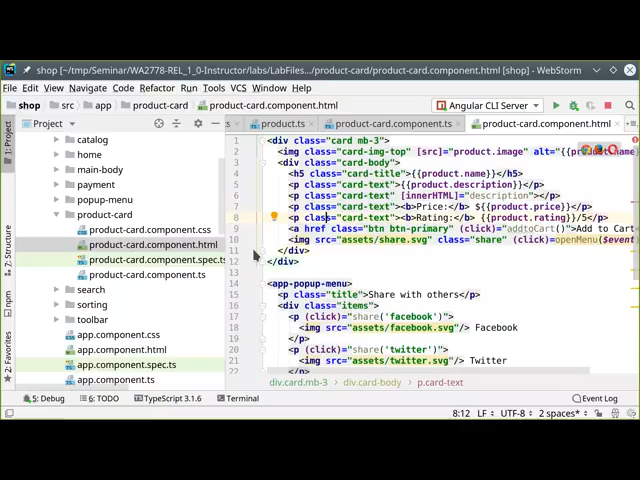 shop [~/tmp/Seminar/WA2778-REL_1_0-Instructor/labs/LabFiles.../product-card/product-card.component.html [shop] - WebStorm
File Edit View Navigate Code Refactor Run Tools VCS Window Help
shop src app product-card product-card.component.html Angular CLI Server
Project product.ts product-card.component.ts product-card.component.html
1: Project
7: Structure
npm
2: Favorites
catalog
home
main-body
payment
popup-menu
product-card
product-card.component.css
product-card.component.html
product-card.component.spec.ts
product-card.component.ts
search
sorting
toolbar
app.component.css
app.component.html
app.component.spec.ts
app.component.ts
1 <div class="card mb-3">
2 <img class="card-img-top" [src]="product.image" alt="{{product.name
3 <div class="card-body">
4 <h5 class="card-title">{{product.name}}</h5>
5 <p class="card-text">{{product.description}}</p>
6 <p class="card-text" [innerHTML]="description"></p>
7 <p class="card-text"><b>Price:</b> ${{product.price}}</p>
8 <p class="card-text"><b>Rating:</b> {{product.rating}}/5</p>
9 <a href class="btn btn-primary" (click)="addtoCart()">Add to Cart<
10 <img src="assets/share.svg" class="share" (click)=openMenu($event)
11 </div>
12 </div>
13
14 <app-popup-menu>
15 <p class="title">Share with others</p>
16 <div class="items">
17 <p (click)="share('facebook')">
18 <img src="assets/facebook.svg"/> Facebook
19 </p>
20 <p (click)="share('twitter')">
21 <img src="assets/twitter.svg"/> Twitter
22 </p>
div.card.mb-3 div.card-body p.card-text
5: Debug 6: TODO TypeScript 3.1.6 Terminal Event Log
8:12 LF UTF-8 2 spaces*